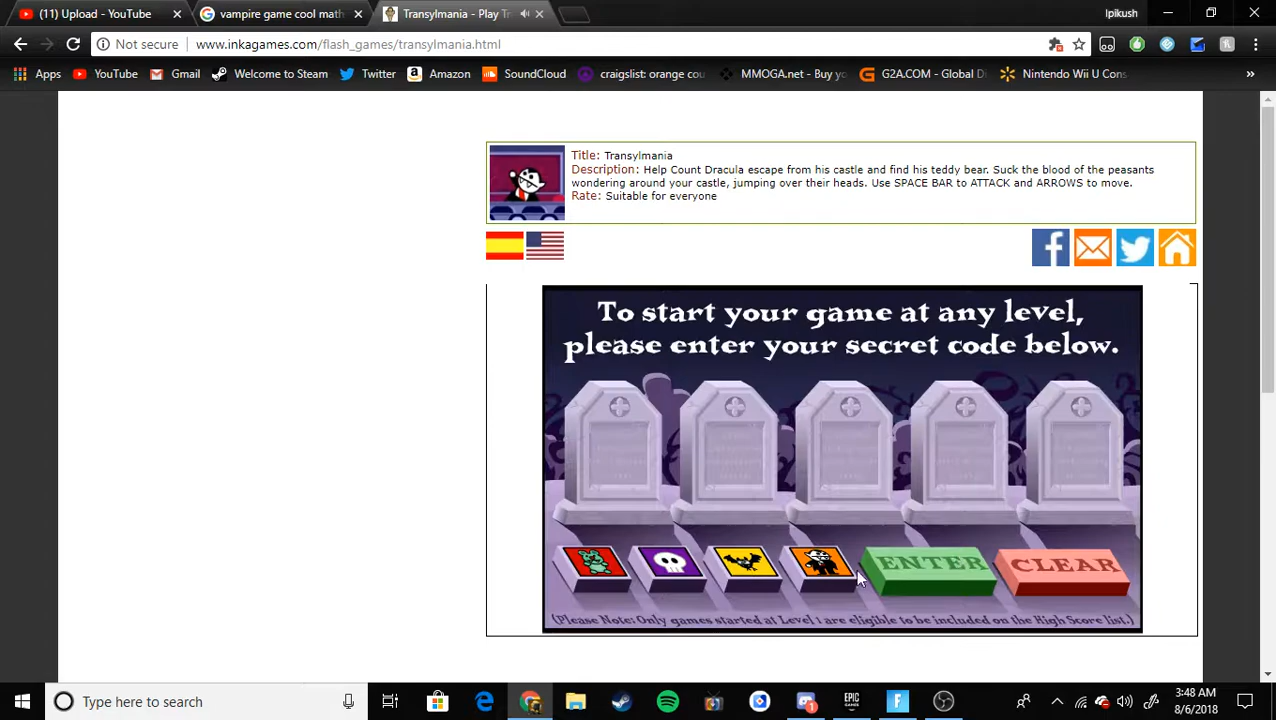 (11) Upload - YouTube
vampire game cool math
Transylmania - Play Tr
lpikush
Not secure
www.inkagames.com/flash_games/transylmania.html
Apps
YouTube
Gmail
Welcome to Steam
Twitter
Amazon
SoundCloud
craigslist: orange cou
MMOGA.net - Buy yo
G2A.COM - Global Di
Nintendo Wii U Cons
»
Title: Transylmania
Description: Help Count Dracula escape from his castle and find his teddy bear. Suck the blood of the peasants
wondering around your castle, jumping over their heads. Use SPACE BAR to ATTACK and ARROWS to move.
Rate: Suitable for everyone
To start your game at any level,
please enter your secret code below.
ENTER
CLEAR
(Please Note: Only games started at Level 1 are eligible to be included on the High Score list.)
Type here to search
EPIC
GAMES
3:48 AM
8/6/2018